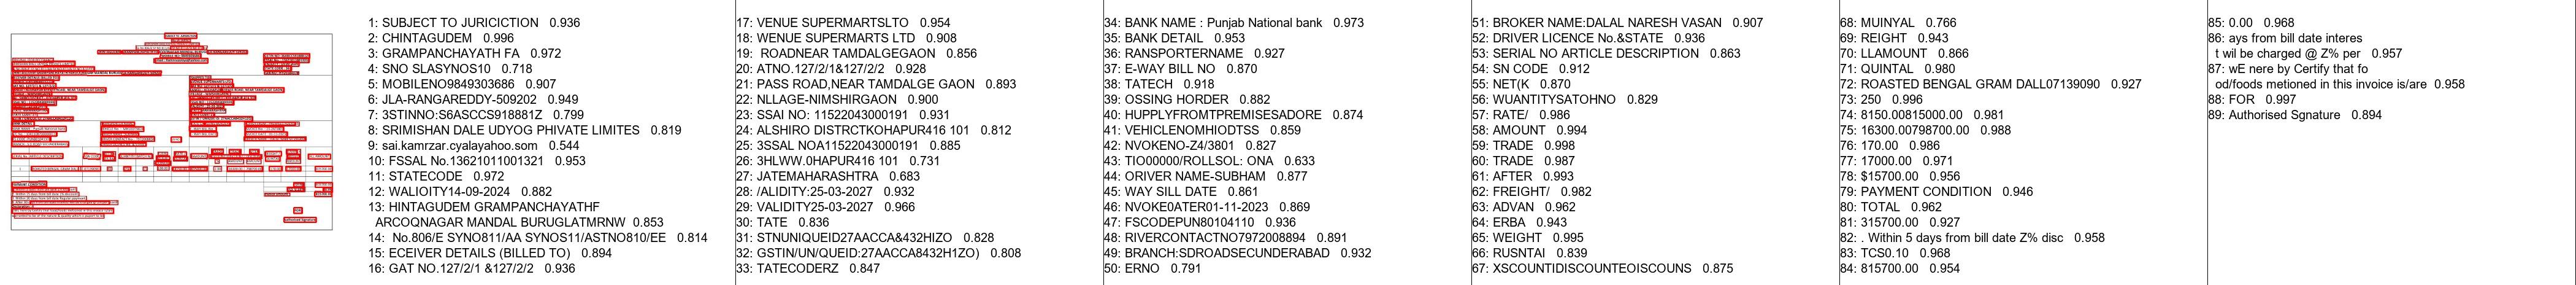 1: SUBJECT TO JURICICTION 0.936
2: CHINTAGUDEM 0.996
3: GRAMPANCHAYATH FA 0.972
4: SNO SLASYNOS10 0.718
5: MOBILENO9849303686 0.907
6: JLA-RANGAREDDY-509202 0.949
7: 3STINNO:S6ASCCS918881Z 0.799
8: SRIMISHAN DALE UDYOG PHIVATE LIMITES 0.819
9: sai.kamrzar.cyalayahoo.som 0.544
10: FSSAL No.13621011001321 0.953
11: STATECODE 0.972
12: WALIOITY14-09-2024 0.882
13: HINTAGUDEM GRAMPANCHAYATHF
ARCOQNAGAR MANDAL BURUGLATMRNW 0.853
14: No.806/E SYNO811/AA SYNOS11/ASTNO810/EE 0.814
15: ECEIVER DETAILS (BILLED TO) 0.894
16: GAT NO.127/2/1 &127/2/2 0.936
17: VENUE SUPERMARTSLTO 0.954
18: WENUE SUPERMARTS LTD 0.908
19: ROADNEAR TAMDALGEGAON 0.856
20: ATNO.127/2/1&127/2/2 0.928
21: PASS ROAD,NEAR TAMDALGE GAON 0.893
22: NLLAGE-NIMSHIRGAON 0.900
23: SSAI NO: 11522043000191 0.931
24: ALSHIRO DISTRCTKOHAPUR416 101 0.812
25: 3SSAL NOA11522043000191 0.885
26: 3HLWW.0HAPUR416 101 0.731
27: JATEMAHARASHTRA 0.683
28: /ALIDITY:25-03-2027 0.932
29: VALIDITY25-03-2027 0.966
30: TATE 0.836
31: STNUNIQUEID27AACCA&432HIZO 0.828
32: GSTIN/UN/QUEID:27AACCA8432H1ZO) 0.808
33: TATECODERZ 0.847
34: BANK NAME : Punjab National bank 0.973
35: BANK DETAIL 0.953
36: RANSPORTERNAME 0.927
37: E-WAY BILL NO 0.870
38: TATECH 0.918
39: OSSING HORDER 0.882
40: HUPPLYFROMTPREMISESADORE 0.874
41: VEHICLENOMHIODTSS 0.859
42: NVOKENO-Z4/3801 0.827
43: TIO00000/ROLLSOL: ONA 0.633
44: ORIVER NAME-SUBHAM 0.877
45: WAY SILL DATE 0.861
46: NVOKE0ATER01-11-2023 0.869
47: FSCODEPUN80104110 0.936
48: RIVERCONTACTNO7972008894 0.891
49: BRANCH:SDROADSECUNDERABAD 0.932
50: ERNO 0.791
51: BROKER NAME:DALAL NARESH VASAN 0.907
52: DRIVER LICENCE No.&STATE 0.936
53: SERIAL NO ARTICLE DESCRIPTION 0.863
54: SN CODE 0.912
55: NET(K 0.870
56: WUANTITYSATOHNO 0.829
57: RATE/ 0.986
58: AMOUNT 0.994
59: TRADE 0.998
60: TRADE 0.987
61: AFTER 0.993
62: FREIGHT/ 0.982
63: ADVAN 0.962
64: ERBA 0.943
65: WEIGHT 0.995
66: RUSNTAI 0.839
67: XSCOUNTIDISCOUNTEOISCOUNS 0.875
68: MUINYAL 0.766
69: REIGHT 0.943
70: LLAMOUNT 0.866
71: QUINTAL 0.980
72: ROASTED BENGAL GRAM DALL07139090 0.927
73: 250 0.996
74: 8150.00815000.00 0.981
75: 16300.00798700.00 0.988
76: 170.00 0.986
77: 17000.00 0.971
78: $15700.00 0.956
79: PAYMENT CONDITION 0.946
80: TOTAL 0.962
81: 315700.00 0.927
82: . Within 5 days from bill date Z% disc 0.958
83: TCS0.10 0.968
84: 815700.00 0.954
85: 0.00 0.968
86: ays from bill date interes
t wil be charged @ Z% per 0.957
87: wE nere by Certify that fo
od/foods metioned in this invoice is/are 0.958
88: FOR 0.997
89: Authorised Sgnature 0.894